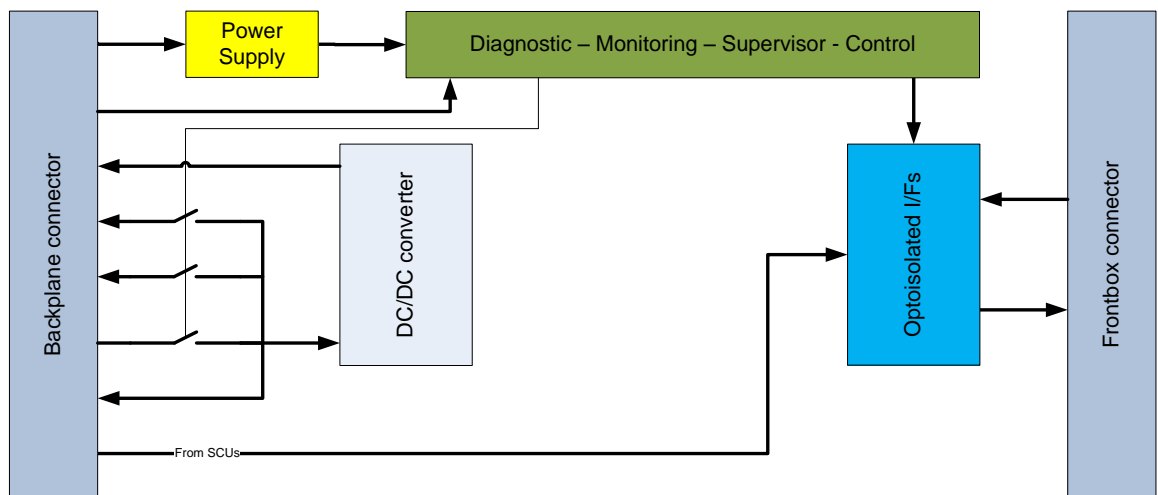 Power
Supply
Diagnostic – Monitoring – Supervisor - Control
Backplane connector
DC/DC converter
Optoisolated I/Fs
Frontbox connector
From SCUs